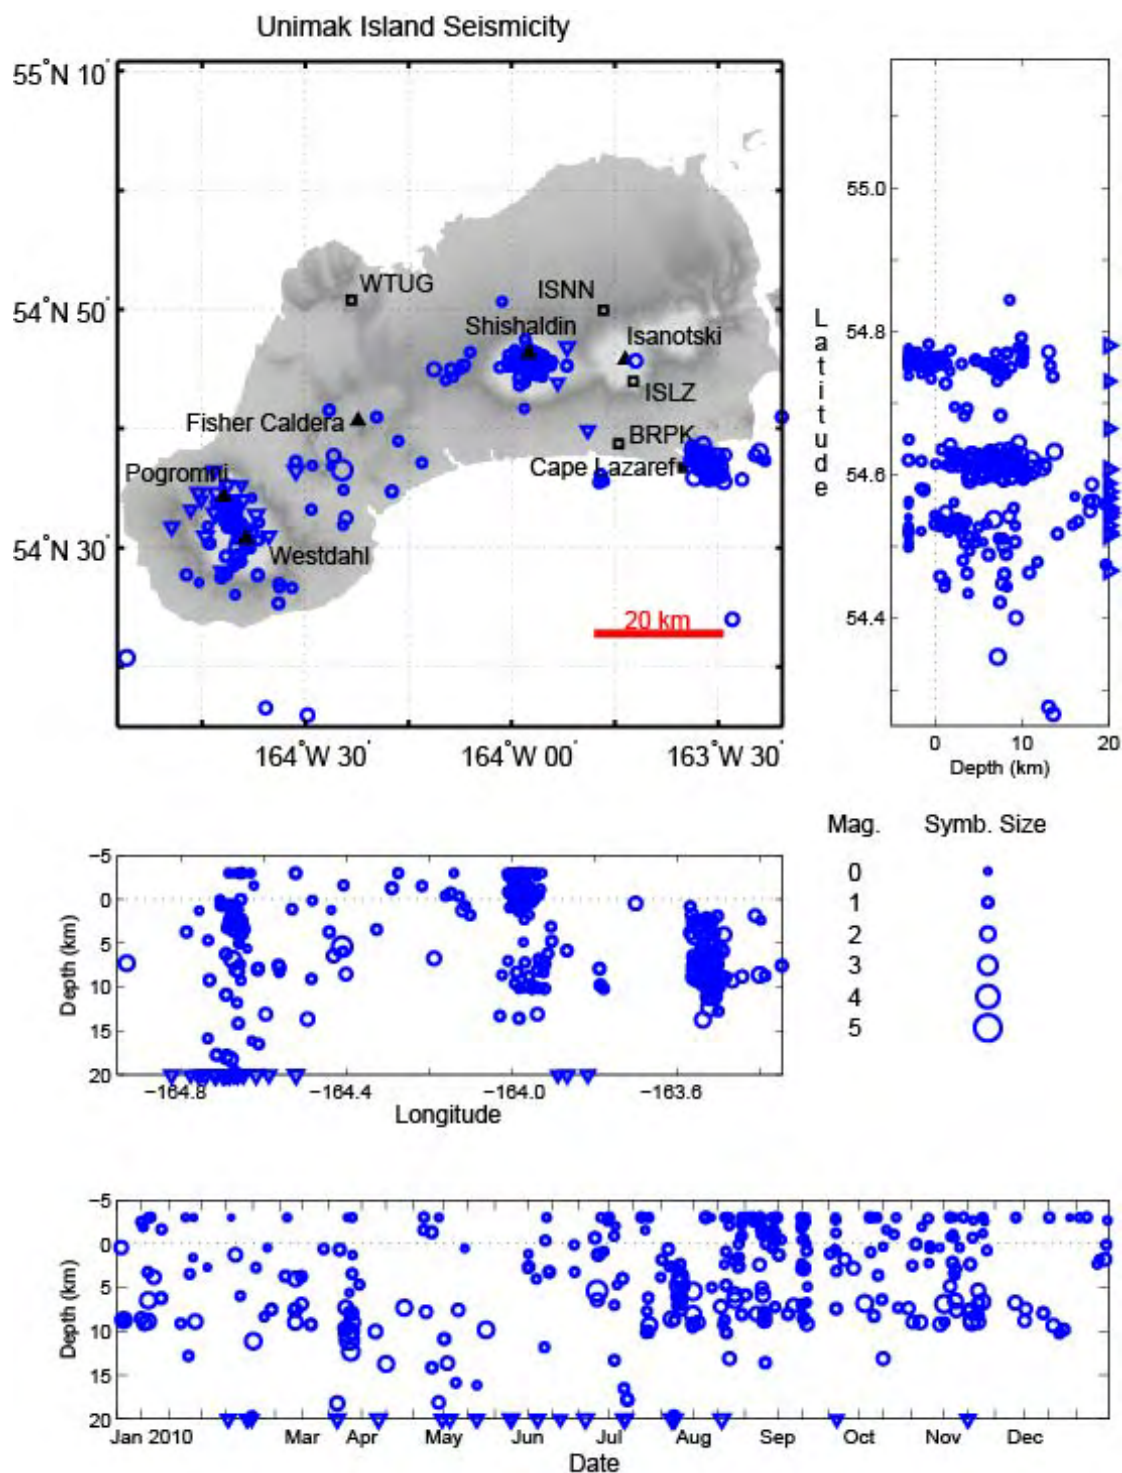 Unimak Island Seismicity
55°N 10'
54°N 50'
54°N 30'
WTUG
ISNN
Shishaldin
Isanotski
ISLZ
Fisher Caldera
BRPK
Cape Lazaref
Pogromni
Westdahl
20 km
164°W 30'
164°W 00'
163°W 30'
55.0
54.8
54.6
54.4
Latitude
0
10
20
Depth (km)
Mag.
Symb. Size
0
1
2
3
4
5
−5
0
5
10
15
20
Depth (km)
−164.8
−164.4
−164.0
−163.6
Longitude
−5
0
5
10
15
20
Depth (km)
Jan 2010
Mar
Apr
May
Jun
Jul
Aug
Sep
Oct
Nov
Dec
Date